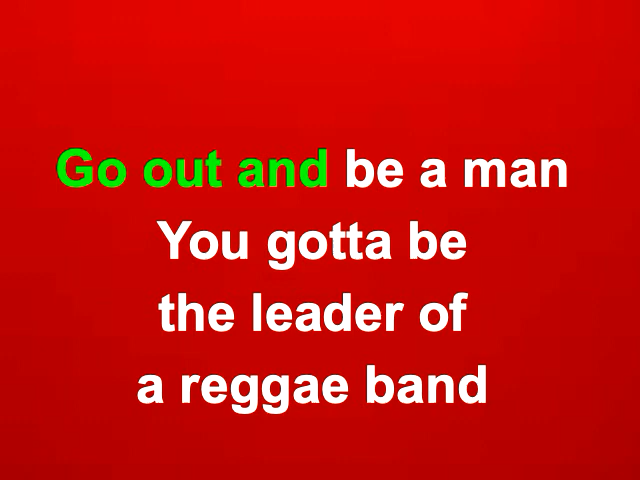 Go out and be a man
You gotta be
the leader of
a reggae band